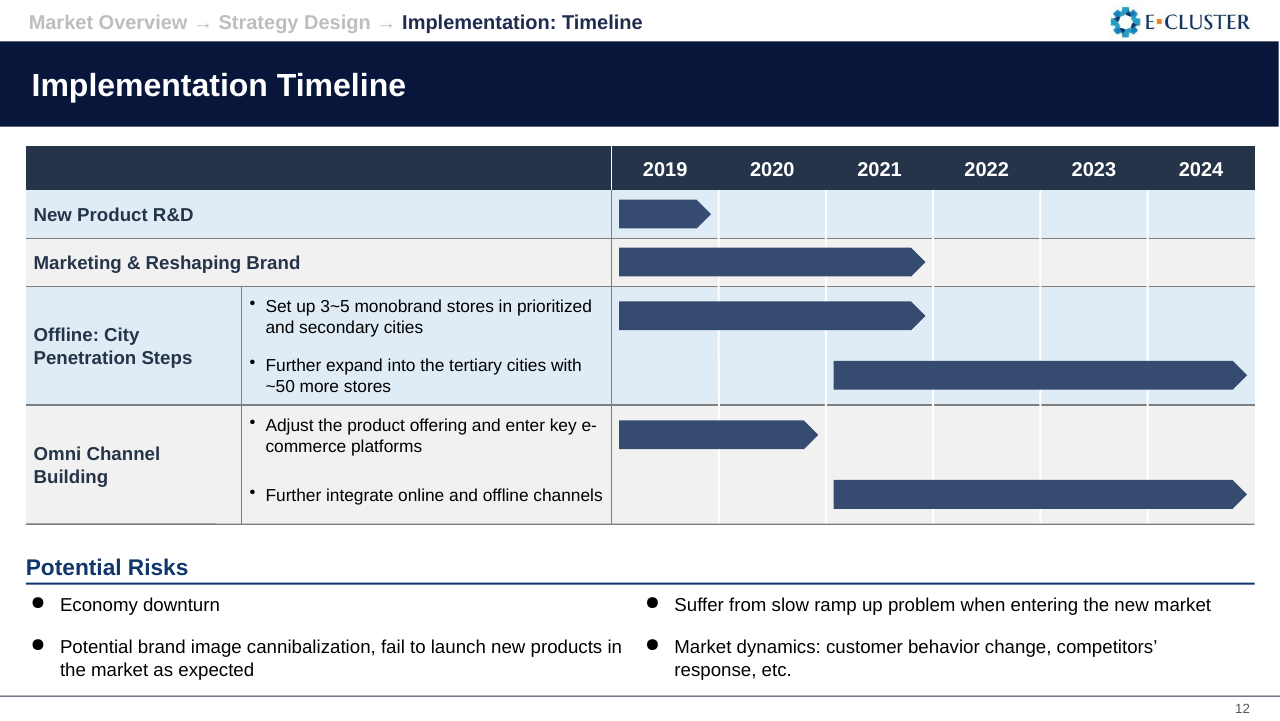 Market Overview → Strategy Design → Implementation: Timeline
E·CLUSTER
Implementation Timeline
2019 2020 2021 2022 2023 2024
New Product R&D
Marketing & Reshaping Brand
Offline: City
Penetration Steps
• Set up 3~5 monobrand stores in prioritized
and secondary cities
• Further expand into the tertiary cities with
~50 more stores
Omni Channel
Building
• Adjust the product offering and enter key e-
commerce platforms
• Further integrate online and offline channels
Potential Risks
● Economy downturn
● Potential brand image cannibalization, fail to launch new products in
the market as expected
● Suffer from slow ramp up problem when entering the new market
● Market dynamics: customer behavior change, competitors’
response, etc.
12